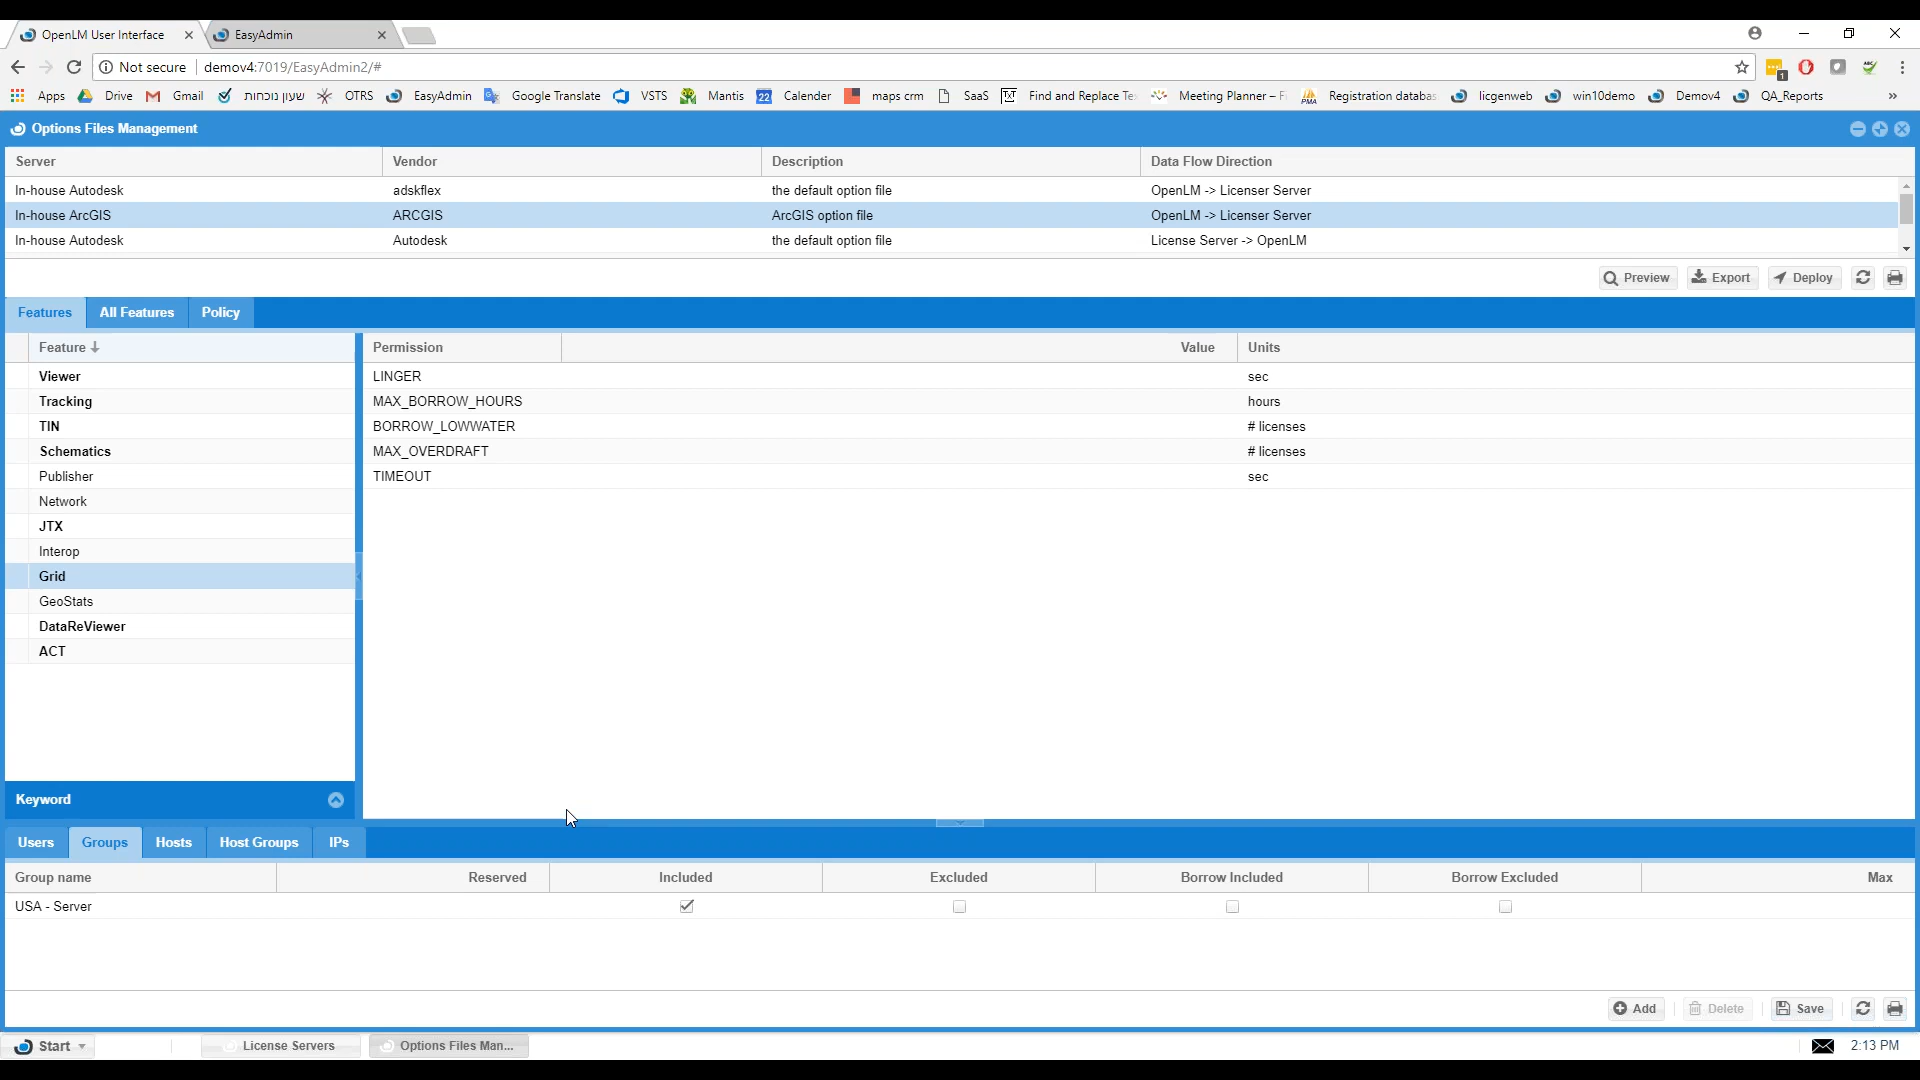 OpenLM User Interface
EasyAdmin
Not secure demov4:7019/EasyAdmin2/#
Apps Drive Gmail שעון נוכחות OTRS EasyAdmin Google Translate VSTS Mantis 22 Calender maps crm SaaS Find and Replace Te Meeting Planner – F PMA Registration databas licgenweb win10demo Demov4 QA_Reports »
Options Files Management
Server Vendor Description Data Flow Direction
In-house Autodesk adskflex the default option file OpenLM -> Licenser Server
In-house ArcGIS ARCGIS ArcGIS option file OpenLM -> Licenser Server
In-house Autodesk Autodesk the default option file License Server -> OpenLM
Preview Export Deploy
Features All Features Policy
Feature Permission Value Units
Viewer LINGER sec
Tracking MAX_BORROW_HOURS hours
TIN BORROW_LOWWATER # licenses
Schematics MAX_OVERDRAFT # licenses
Publisher TIMEOUT sec
Network
JTX
Interop
Grid
GeoStats
DataReViewer
ACT
Keyword
Users Groups Hosts Host Groups IPs
Group name Reserved Included Excluded Borrow Included Borrow Excluded Max
USA - Server
Add Delete Save
Start License Servers Options Files Man... 2:13 PM